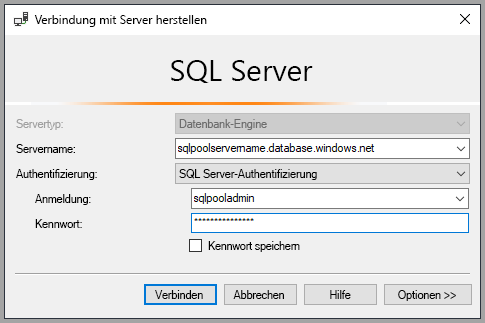 Verbindung mit Server herstellen
SQL Server
Servertyp: Datenbank-Engine
Servername: sqlpoolservername.database.windows.net
Authentifizierung: SQL Server-Authentifizierung
Anmeldung: sqlpooladmin
Kennwort: ***************
Kennwort speichern
Verbinden Abbrechen Hilfe Optionen >>